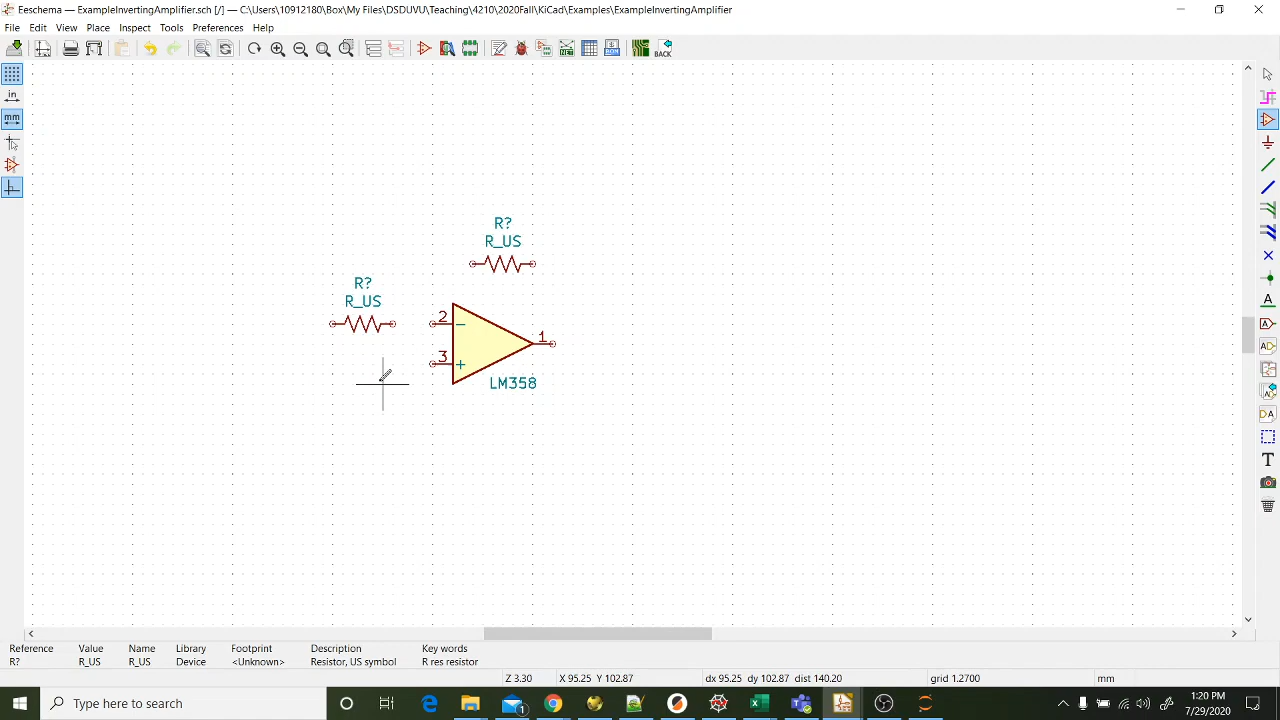 Eeschema — ExampleInvertingAmplifier.sch [/] — C:\Users\10912180\Box\My Files\DSDUVU\Teaching\4210\2020Fall\KiCad\Examples\ExampleInvertingAmplifier
File Edit View Place Inspect Tools Preferences Help
BACK
in
mm
R?
R_US
R?
R_US
2
1
3
LM358
A
A
A
A
A
T
Reference Value Name Library Footprint Description Key words
R? R_US R_US Device <Unknown> Resistor, US symbol R res resistor
Z 3.30 X 95.25 Y 102.87 dx 95.25 dy 102.87 dist 140.20 grid 1.2700 mm
Type here to search
1
1:20 PM
7/29/2020